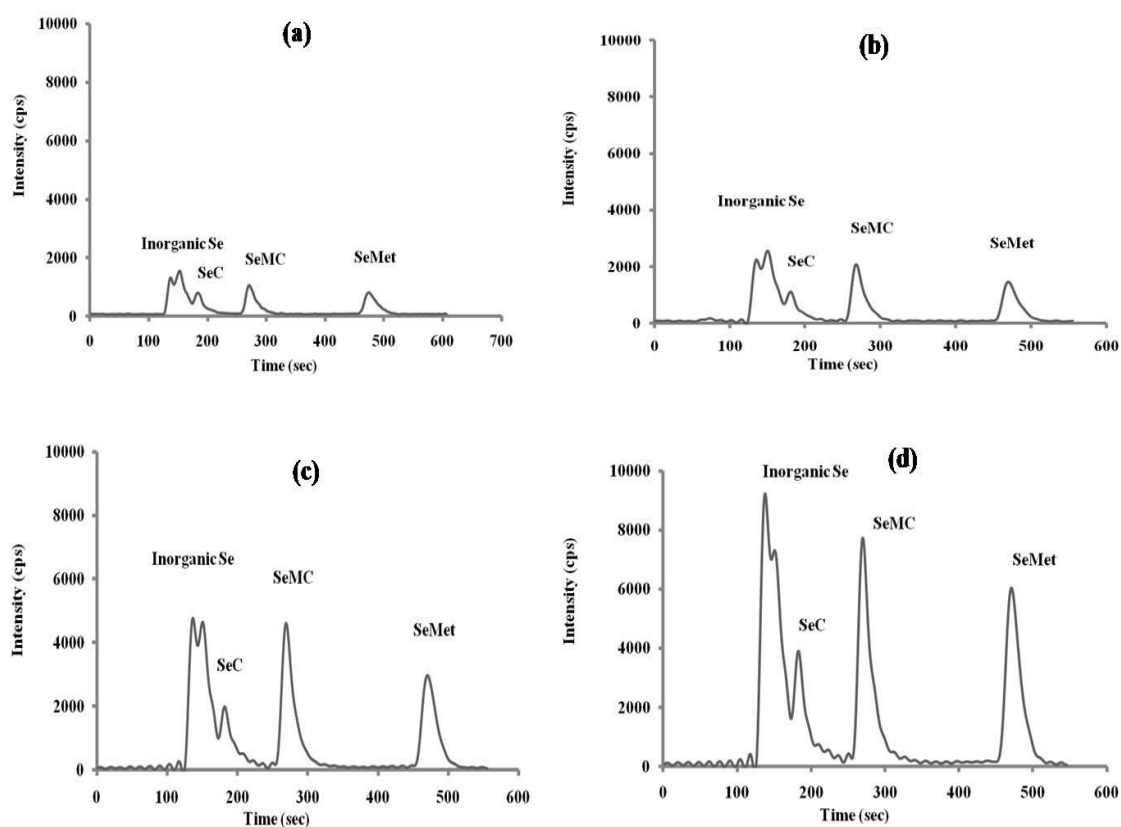 (a)
10000
8000
6000
4000
2000
0
Intensity (cps)
Inorganic Se
SeC
SeMC
SeMet
0 100 200 300 400 500 600 700
Time (sec)
(b)
10000
8000
6000
4000
2000
0
Intensity (cps)
Inorganic Se
SeC
SeMC
SeMet
0 100 200 300 400 500 600
Time (sec)
(c)
10000
8000
6000
4000
2000
0
Intensity (cps)
Inorganic Se
SeC
SeMC
SeMet
0 100 200 300 400 500 600
Time (sec)
(d)
10000
8000
6000
4000
2000
0
Intensity (cps)
Inorganic Se
SeC
SeMC
SeMet
0 100 200 300 400 500 600
Time (sec)